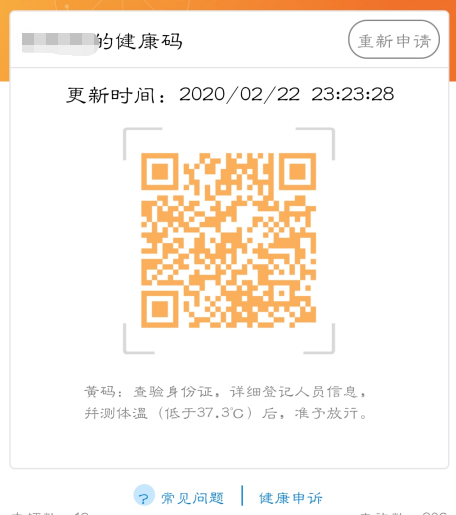 的健康码
重新申请
更新时间：2020/02/22 23:23:28
黄码：查验身份证，详细登记人员信息，
并测体温（低于37.3℃）后，准予放行。
? 常见问题 | 健康申诉